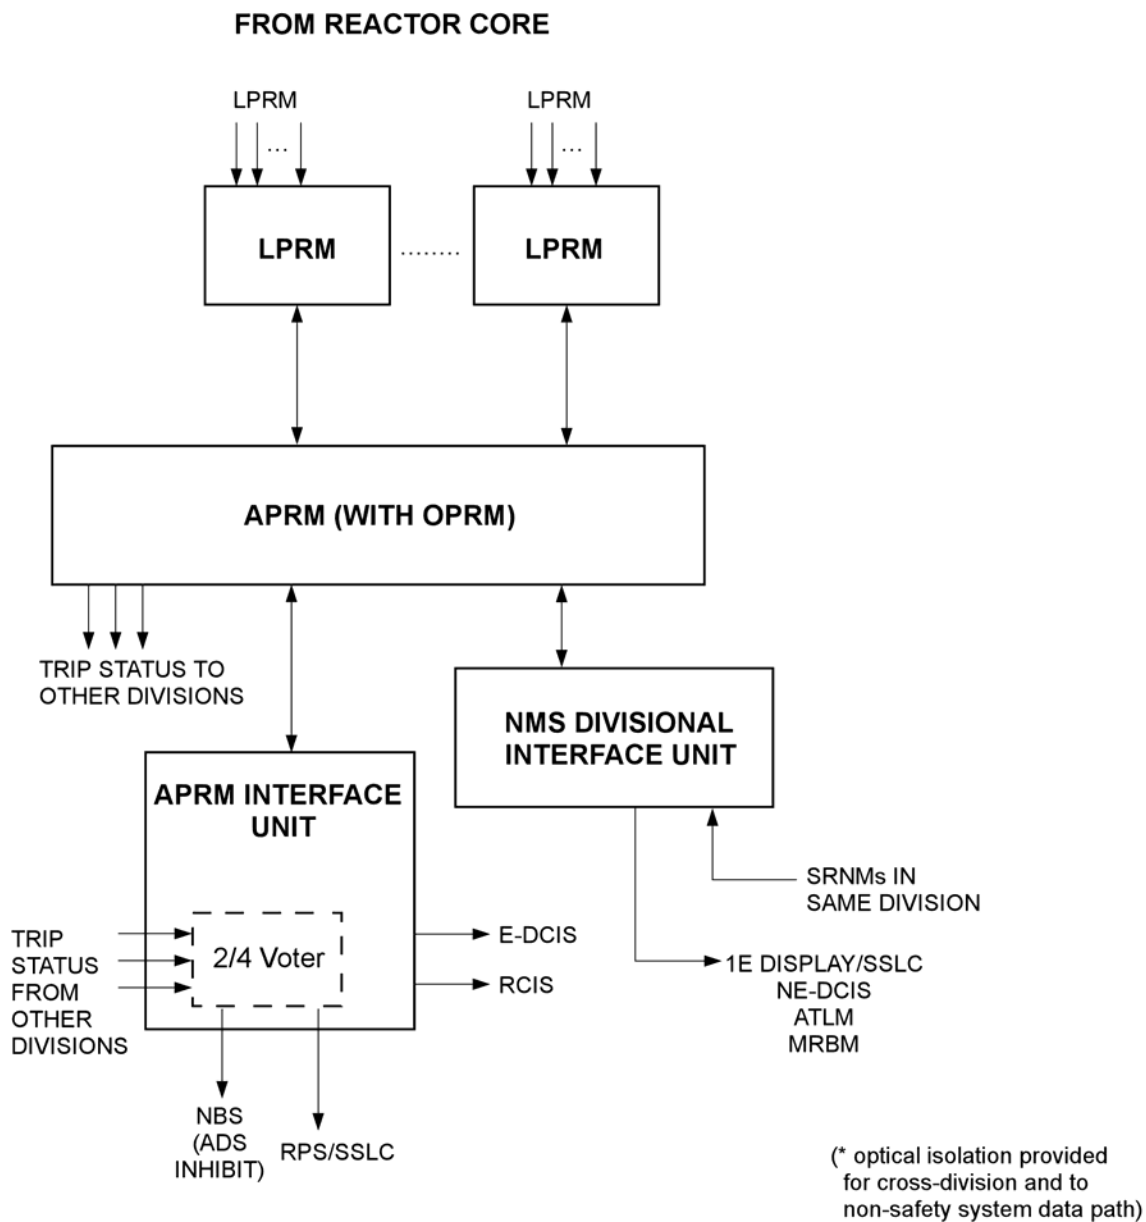 FROM REACTOR CORE
LPRM
LPRM
...
...
LPRM
........
LPRM
APRM (WITH OPRM)
TRIP STATUS TO
OTHER DIVISIONS
NMS DIVISIONAL
INTERFACE UNIT
APRM INTERFACE
UNIT
SRNMs IN
SAME DIVISION
TRIP
STATUS
FROM
OTHER
DIVISIONS
2/4 Voter
E-DCIS
RCIS
1E DISPLAY/SSLC
NE-DCIS
ATLM
MRBM
NBS
(ADS
INHIBIT)
RPS/SSLC
(* optical isolation provided
for cross-division and to
non-safety system data path)